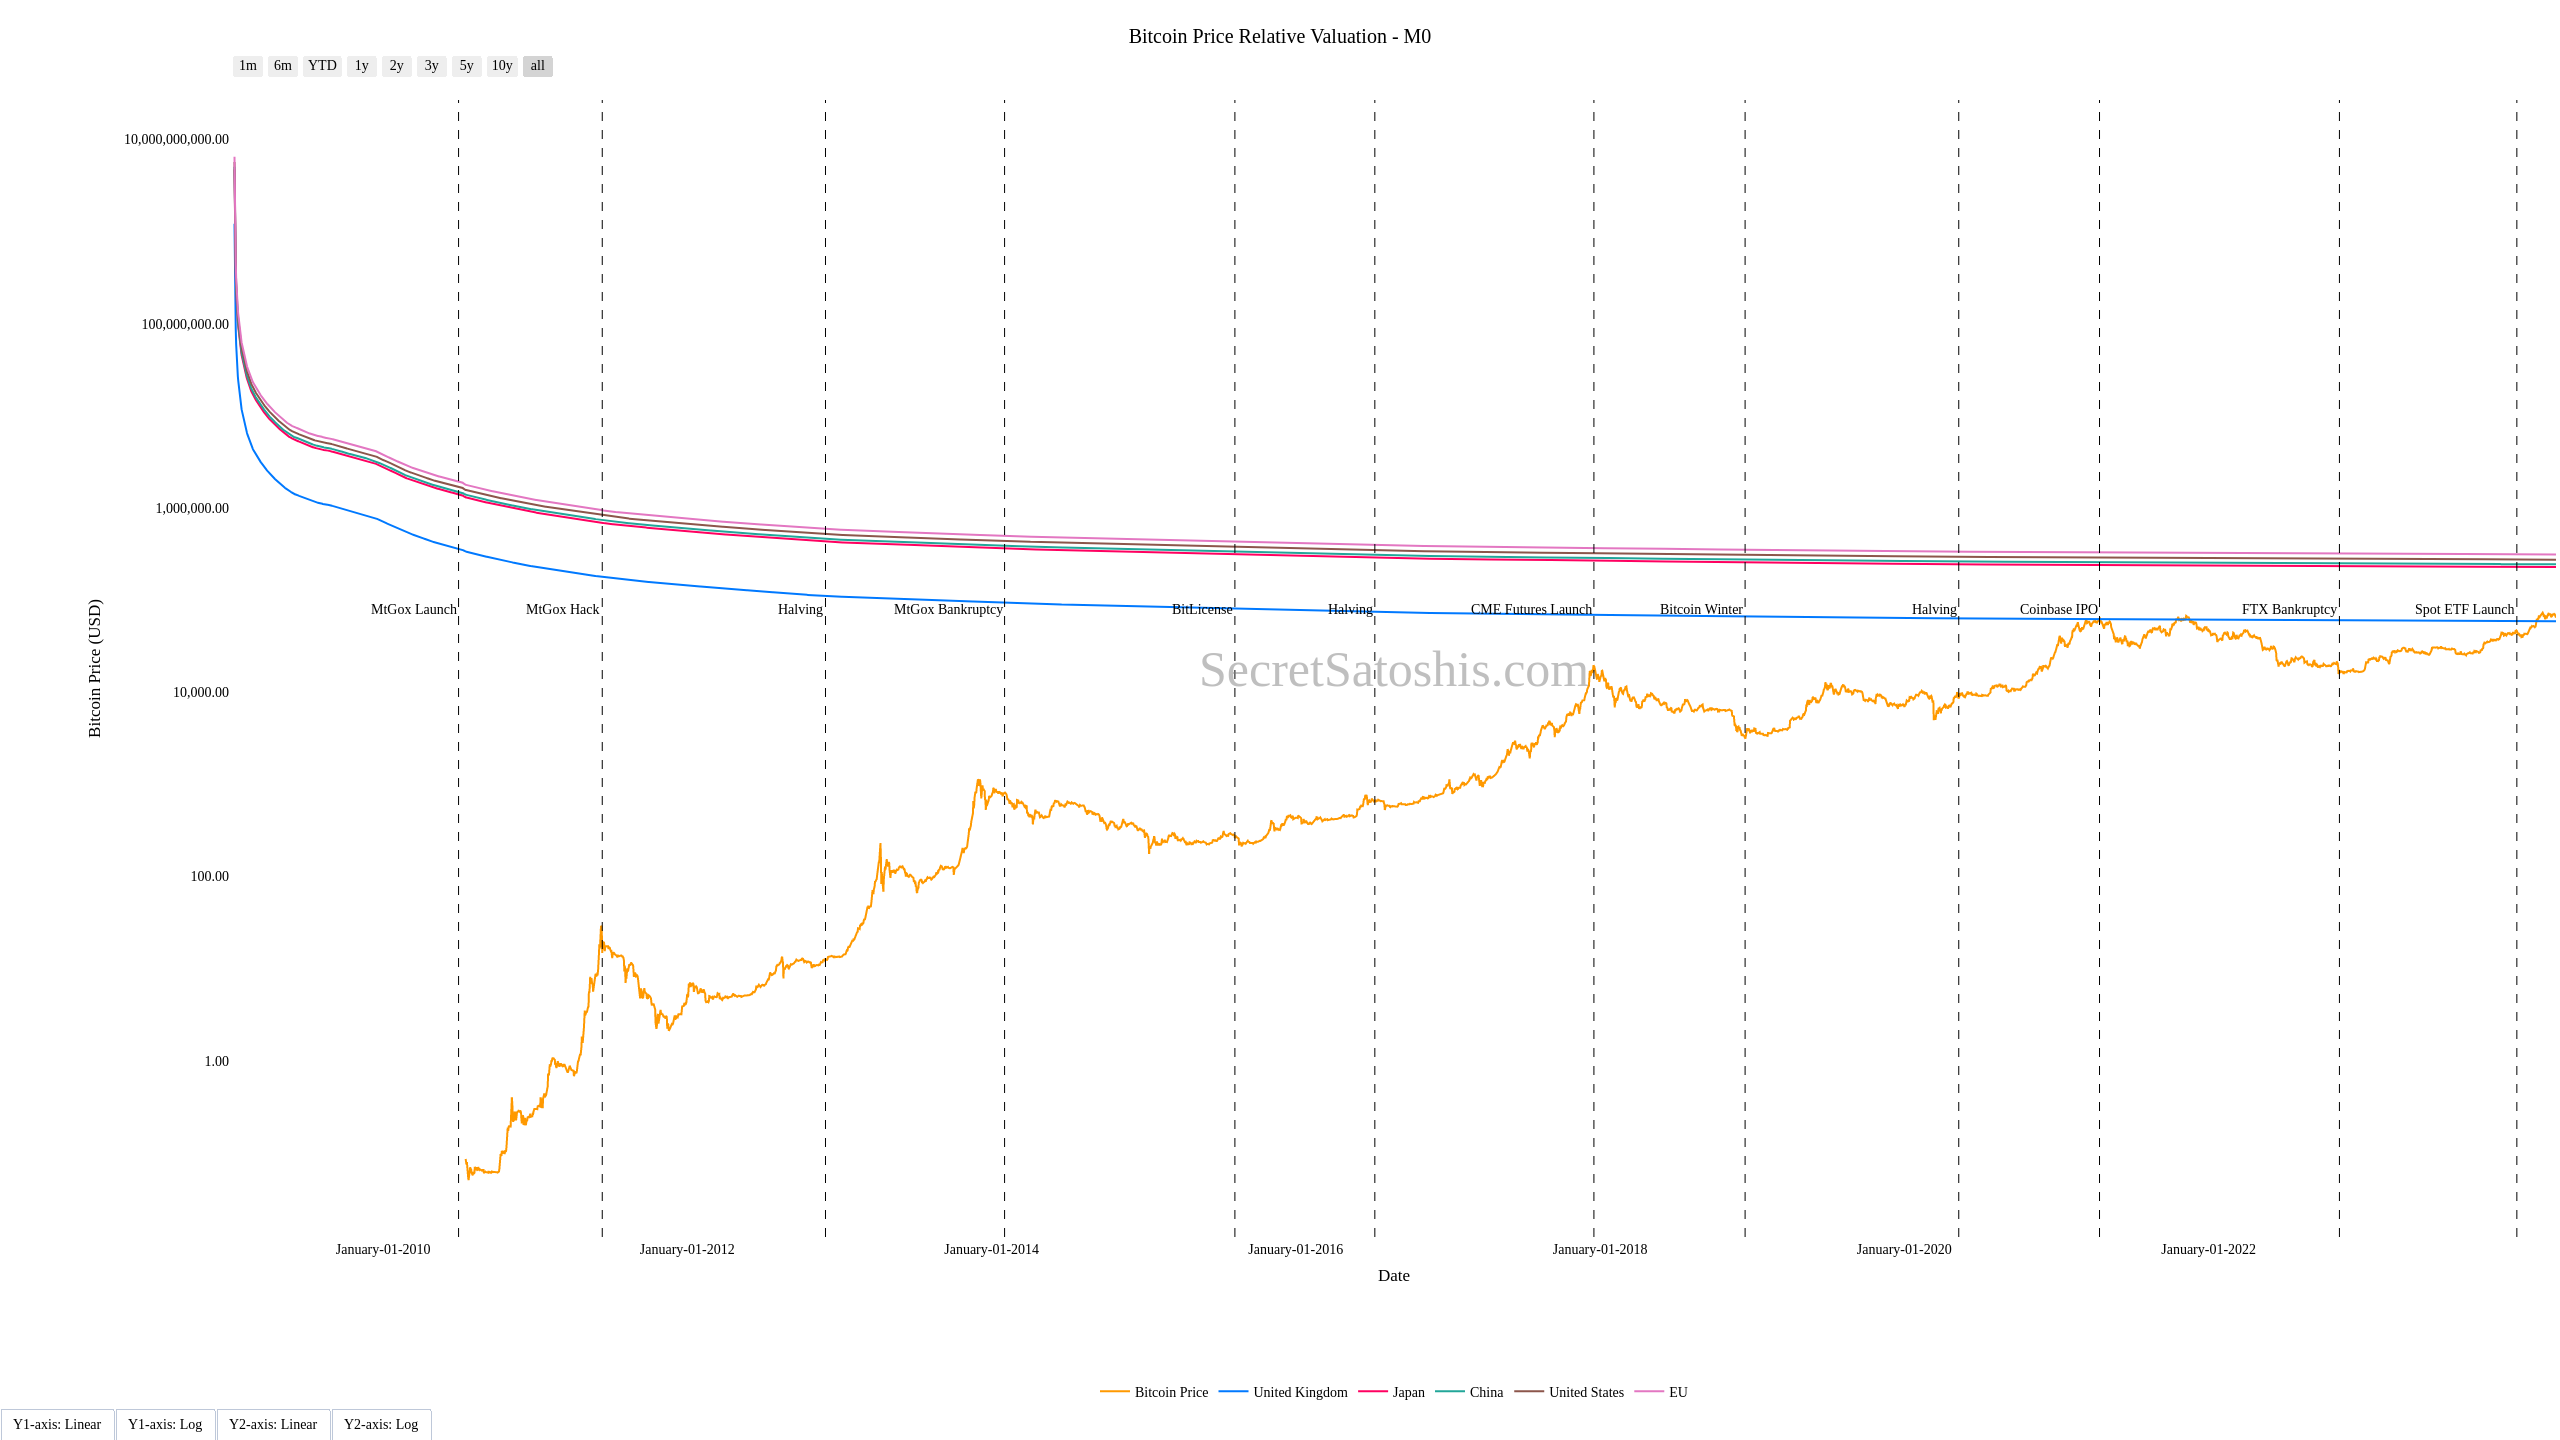 Bitcoin Price Relative Valuation - M0
1m 6m YTD 1y 2y 3y 5y 10y all
10,000,000,000.00
100,000,000.00
1,000,000.00
10,000.00
100.00
1.00
Bitcoin Price (USD)
MtGox Launch MtGox Hack Halving MtGox Bankruptcy BitLicense Halving CME Futures Launch Bitcoin Winter Halving Coinbase IPO FTX Bankruptcy Spot ETF Launch
SecretSatoshis.com
January-01-2010 January-01-2012 January-01-2014 January-01-2016 January-01-2018 January-01-2020 January-01-2022
Date
Bitcoin Price United Kingdom Japan China United States EU
Y1-axis: Linear Y1-axis: Log Y2-axis: Linear Y2-axis: Log